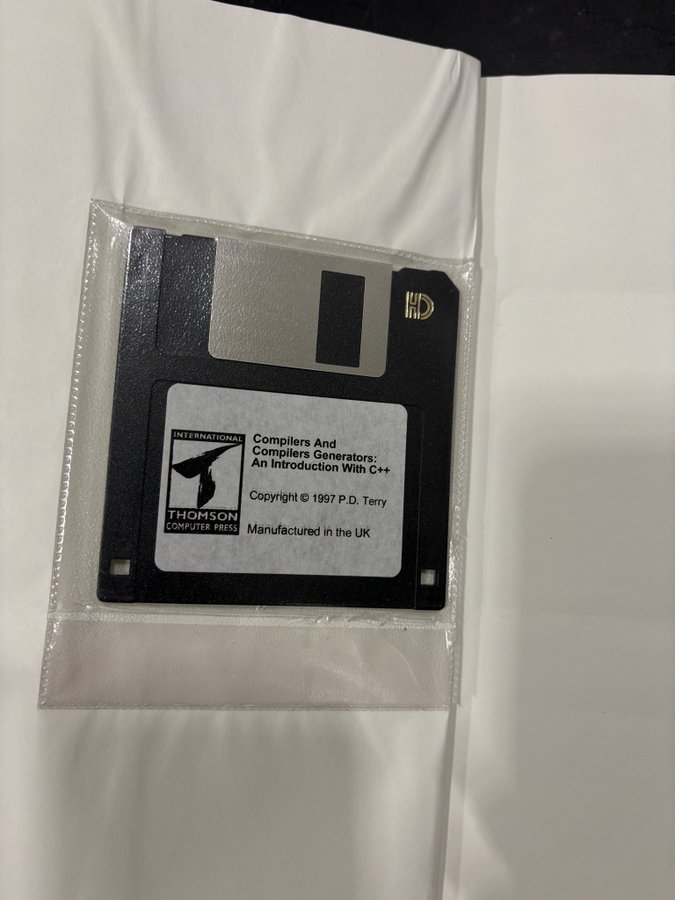 HD
INTERNATIONAL
THOMSON
COMPUTER PRESS
Compilers And
Compilers Generators:
An Introduction With C++
Copyright © 1997 P.D. Terry
Manufactured in the UK